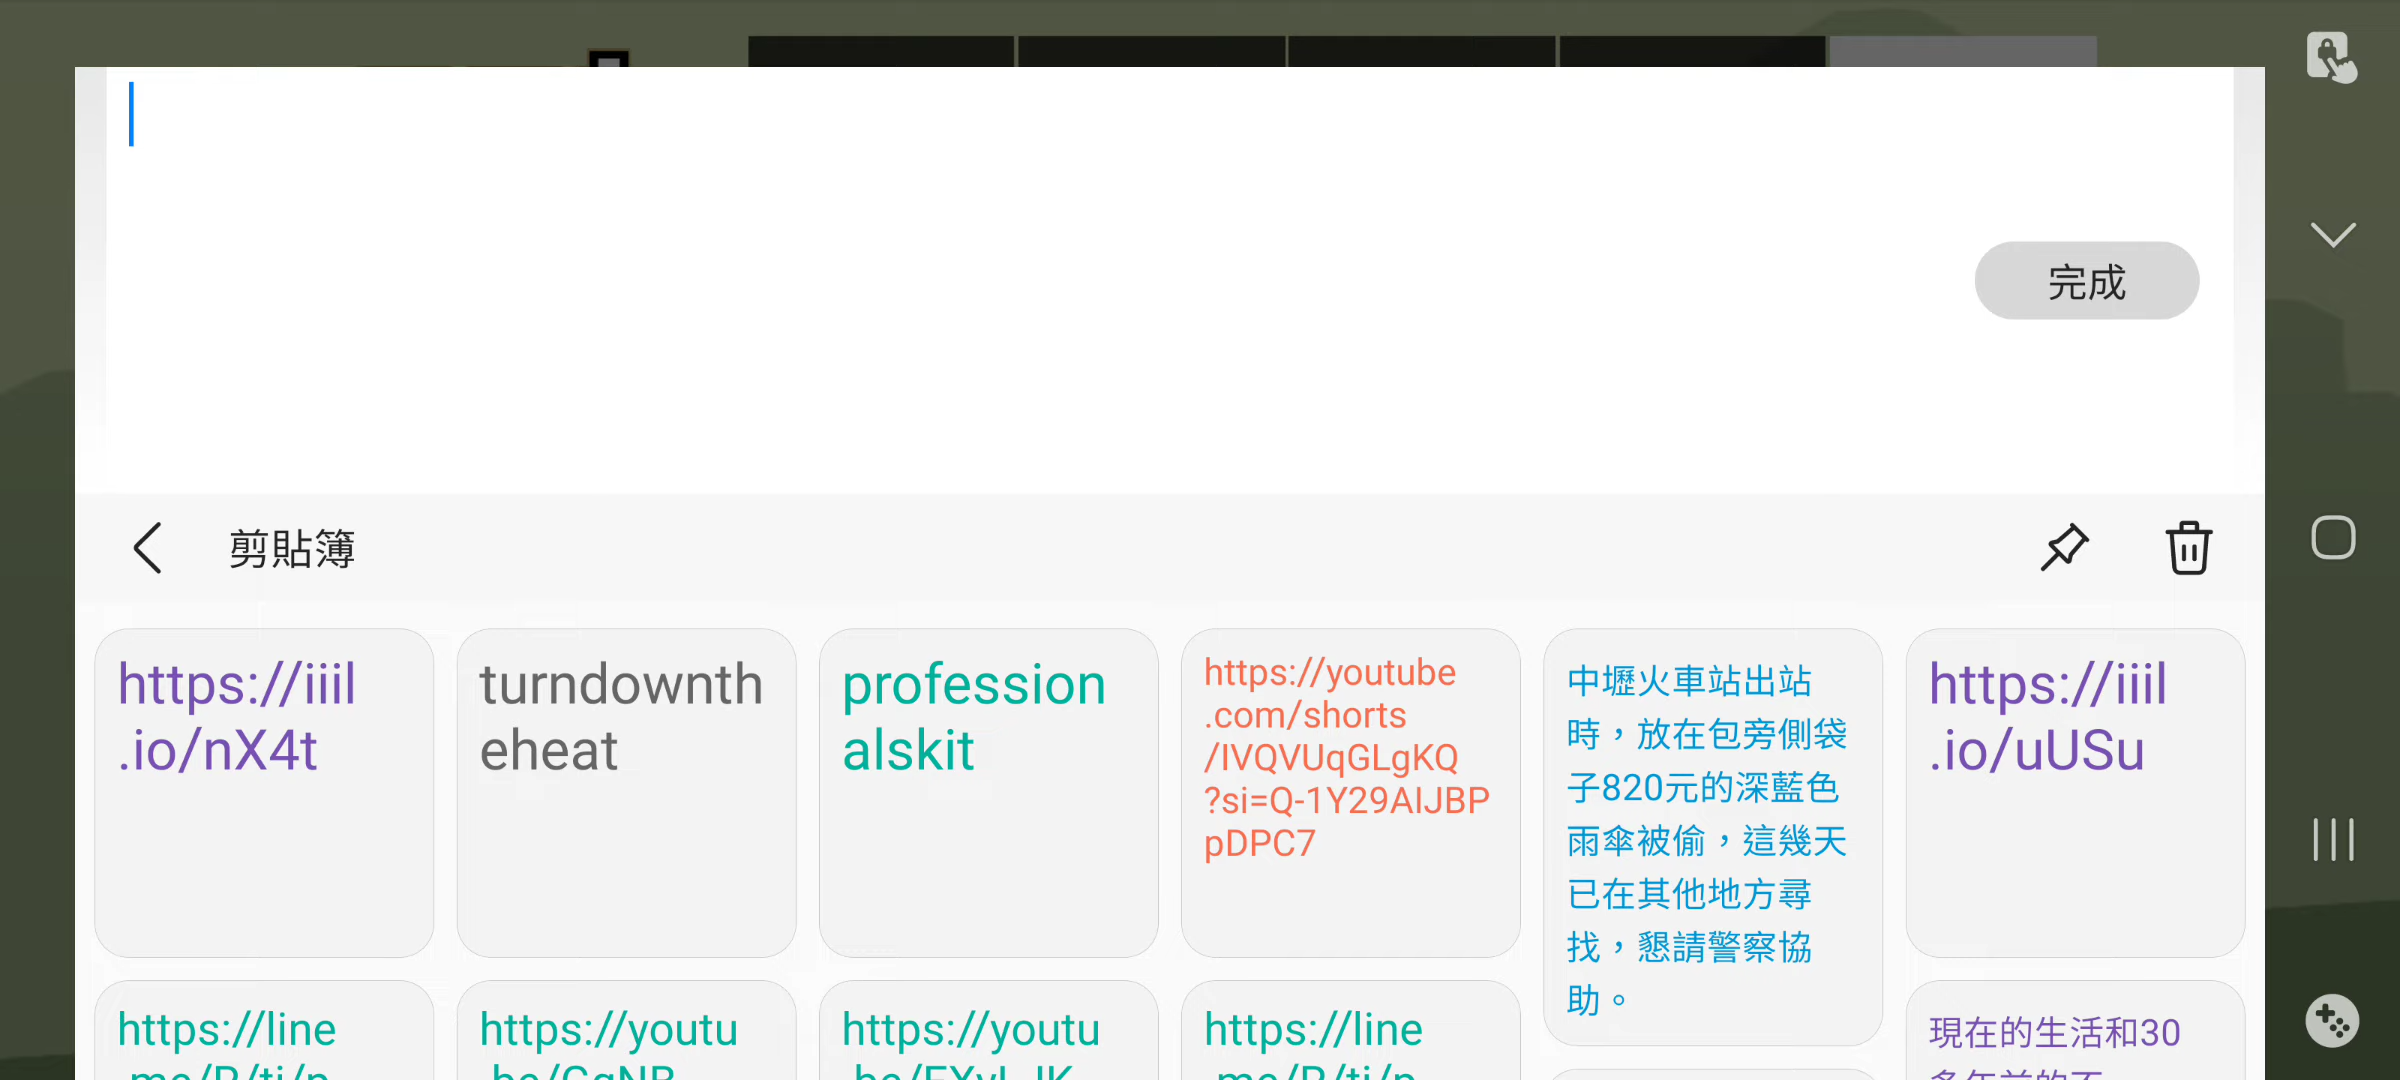 完成
剪貼簿
https://iiil
.io/nX4t
turndownth
eheat
profession
alskit
https://youtube
.com/shorts
/IVQVUqGLgKQ
?si=Q-1Y29AIJBP
pDPC7
中壢火車站出站
時，放在包旁側袋
子820元的深藍色
雨傘被偷，這幾天
已在其他地方尋
找，懇請警察協
助。
https://iiil
.io/uUSu
https://line
https://youtu
https://youtu
https://line
現在的生活和30